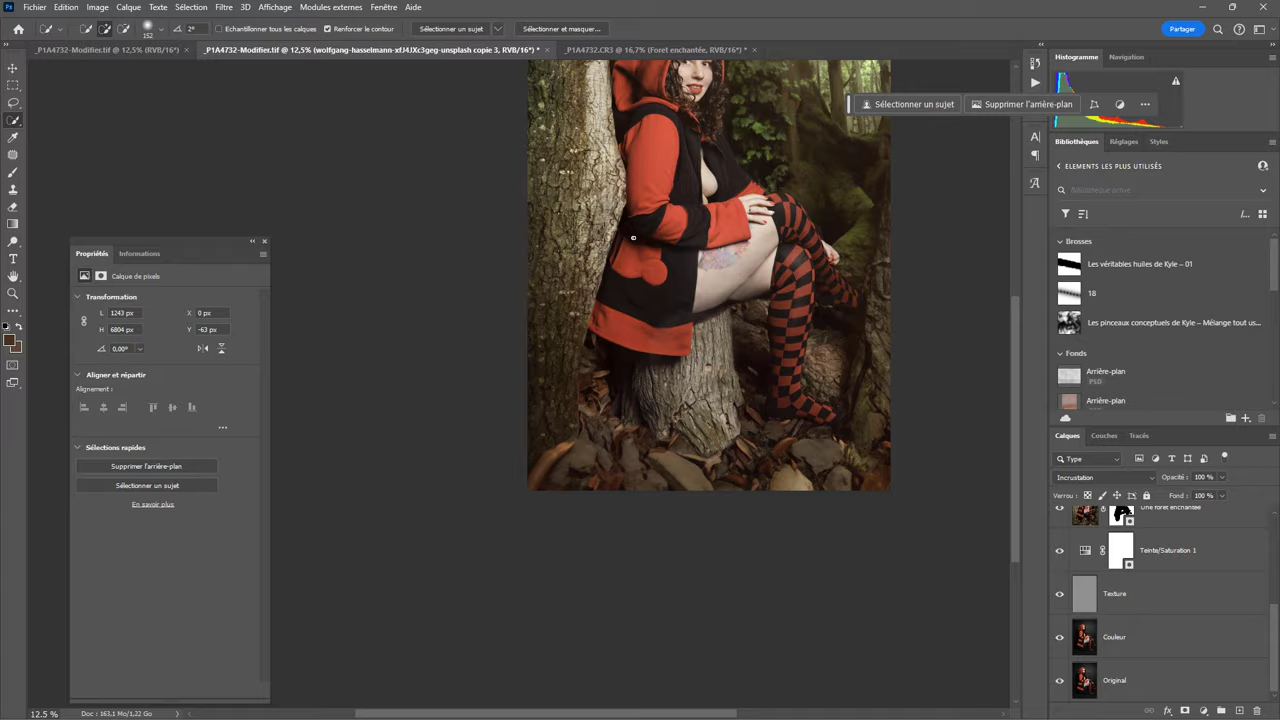 Fichier Edition Image Calque Texte Sélection Filtre 3D Affichage Modules externes Fenêtre Aide
152 2° Echantillonner tous les calques Renforcer le contour Sélectionner un sujet Sélectionner et masquer... Partager
_P1A4732-Modifier.tif @ 12,5% (RVB/16*) × _P1A4732-Modifier.tif @ 12,5% (wolfgang-hasselmann-xfJ4JXc3geg-unsplash copie 3, RVB/16*) * × _P1A4732.CR3 @ 16,7% (Foret enchantée, RVB/16*) * ×
Histogramme Navigation
Sélectionner un sujet Supprimer l'arrière-plan
Bibliothèques Réglages Styles
ELEMENTS LES PLUS UTILISÉS
Bibliothèque active
Brosses
Les véritables huiles de Kyle – 01
18
Les pinceaux conceptuels de Kyle – Mélange tout us...
Fonds
Arrière-plan
PSD
Arrière-plan
Propriétés Informations
Calque de pixels
Transformation
L 1243 px X 0 px
H 6804 px Y -63 px
0,00°
Aligner et répartir
Alignement :
Sélections rapides
Supprimer l'arrière-plan
Sélectionner un sujet
En savoir plus
Calques Couches Tracés
Type
Incrustation Opacité : 100 %
Verrou : Fond : 100 %
Une foret enchantée
Teinte/Saturation 1
Texture
Couleur
Original
12.5 % Doc : 163,1 Mo/1,22 Go